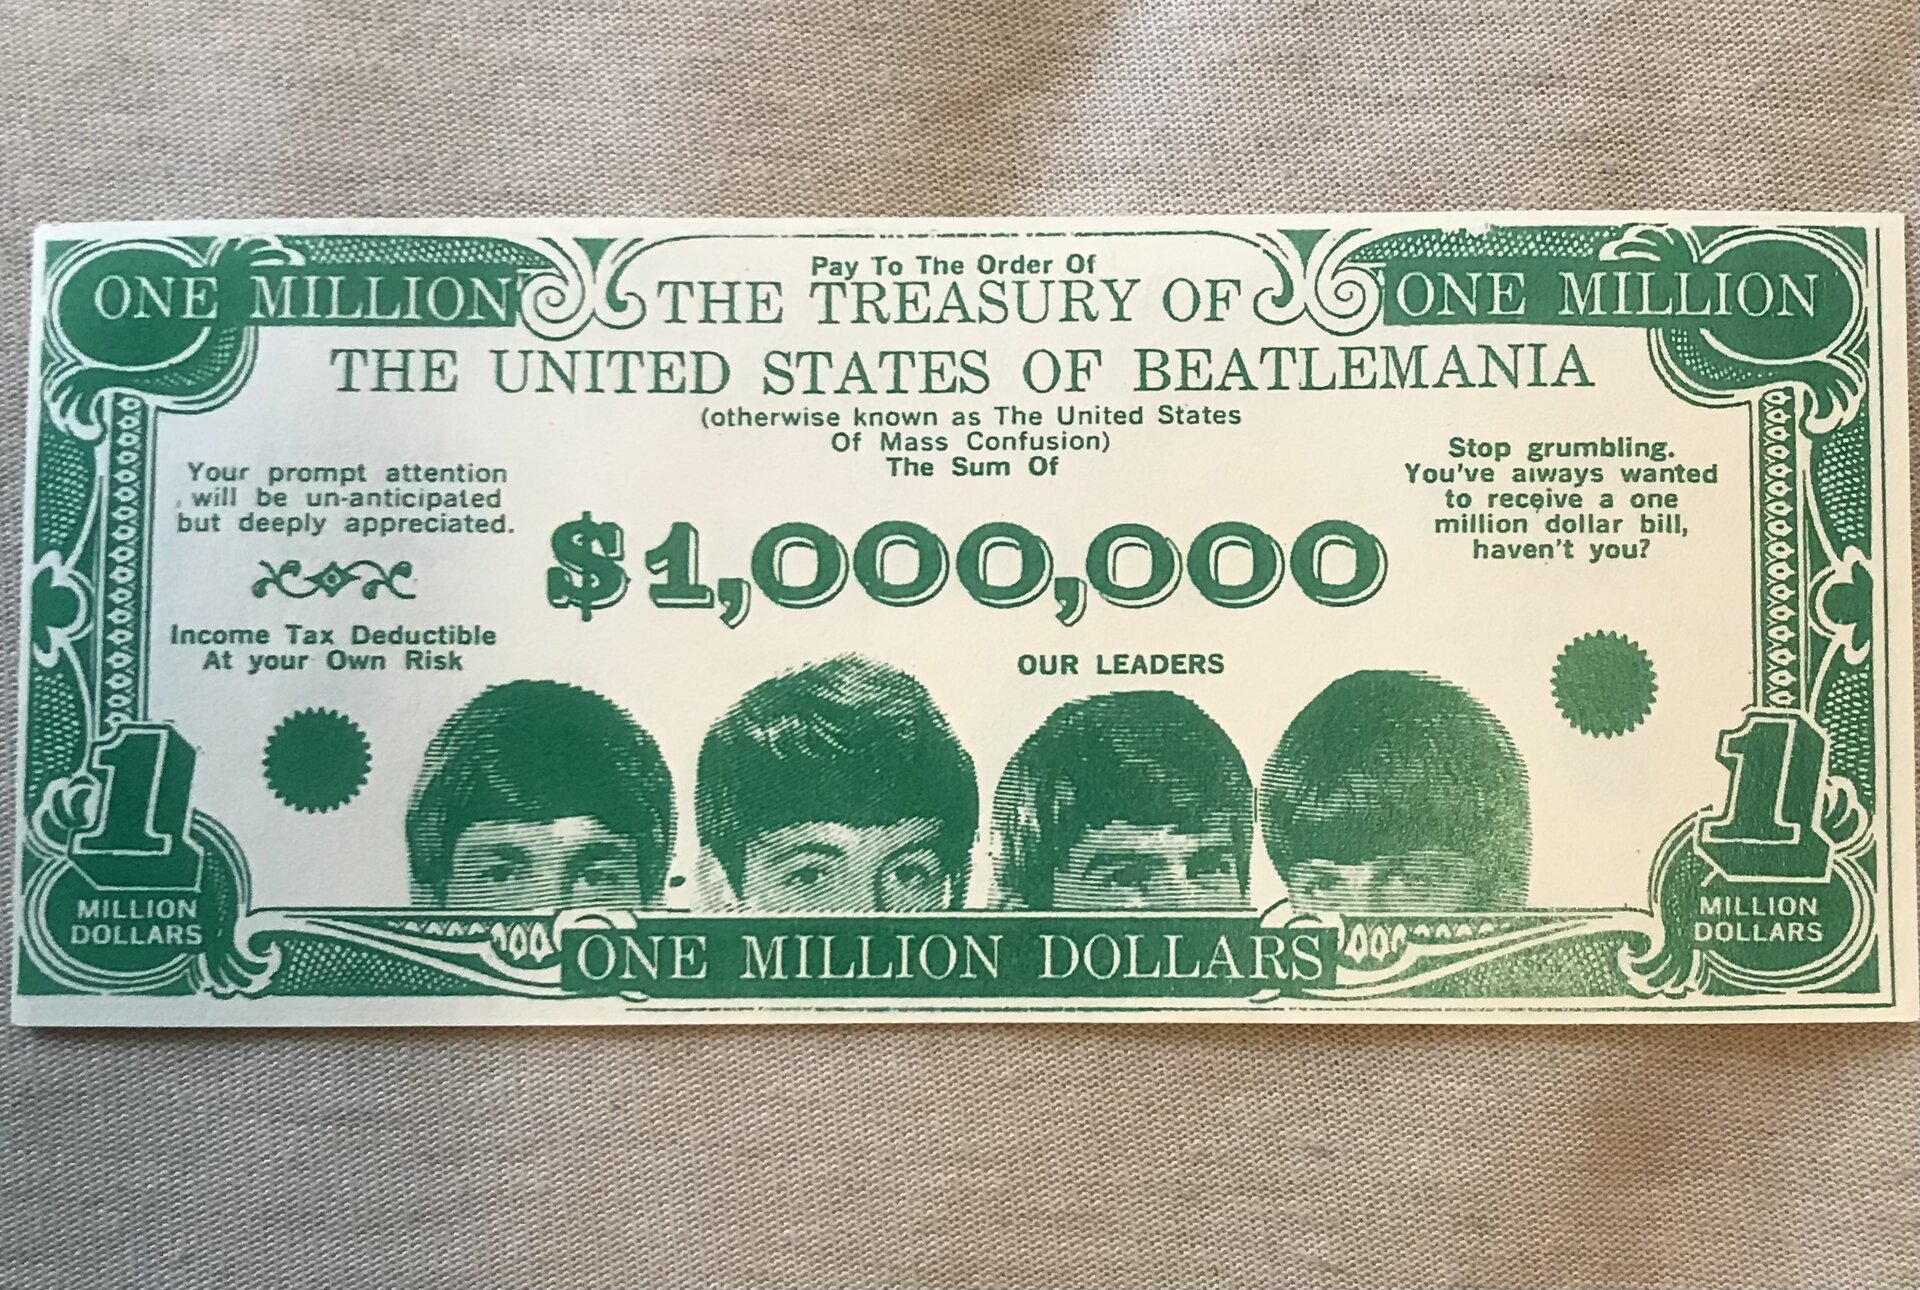 ONE MILLION
Pay To The Order Of
THE TREASURY OF
ONE MILLION
THE UNITED STATES OF BEATLEMANIA
(otherwise known as The United States
Of Mass Confusion)
The Sum Of
Your prompt attention
will be un-anticipated
but deeply appreciated.
Stop grumbling.
You've always wanted
to receive a one
million dollar bill,
haven't you?
$1,000,000
Income Tax Deductible
At your Own Risk
OUR LEADERS
1
MILLION
DOLLARS
1
MILLION
DOLLARS
ONE MILLION DOLLARS